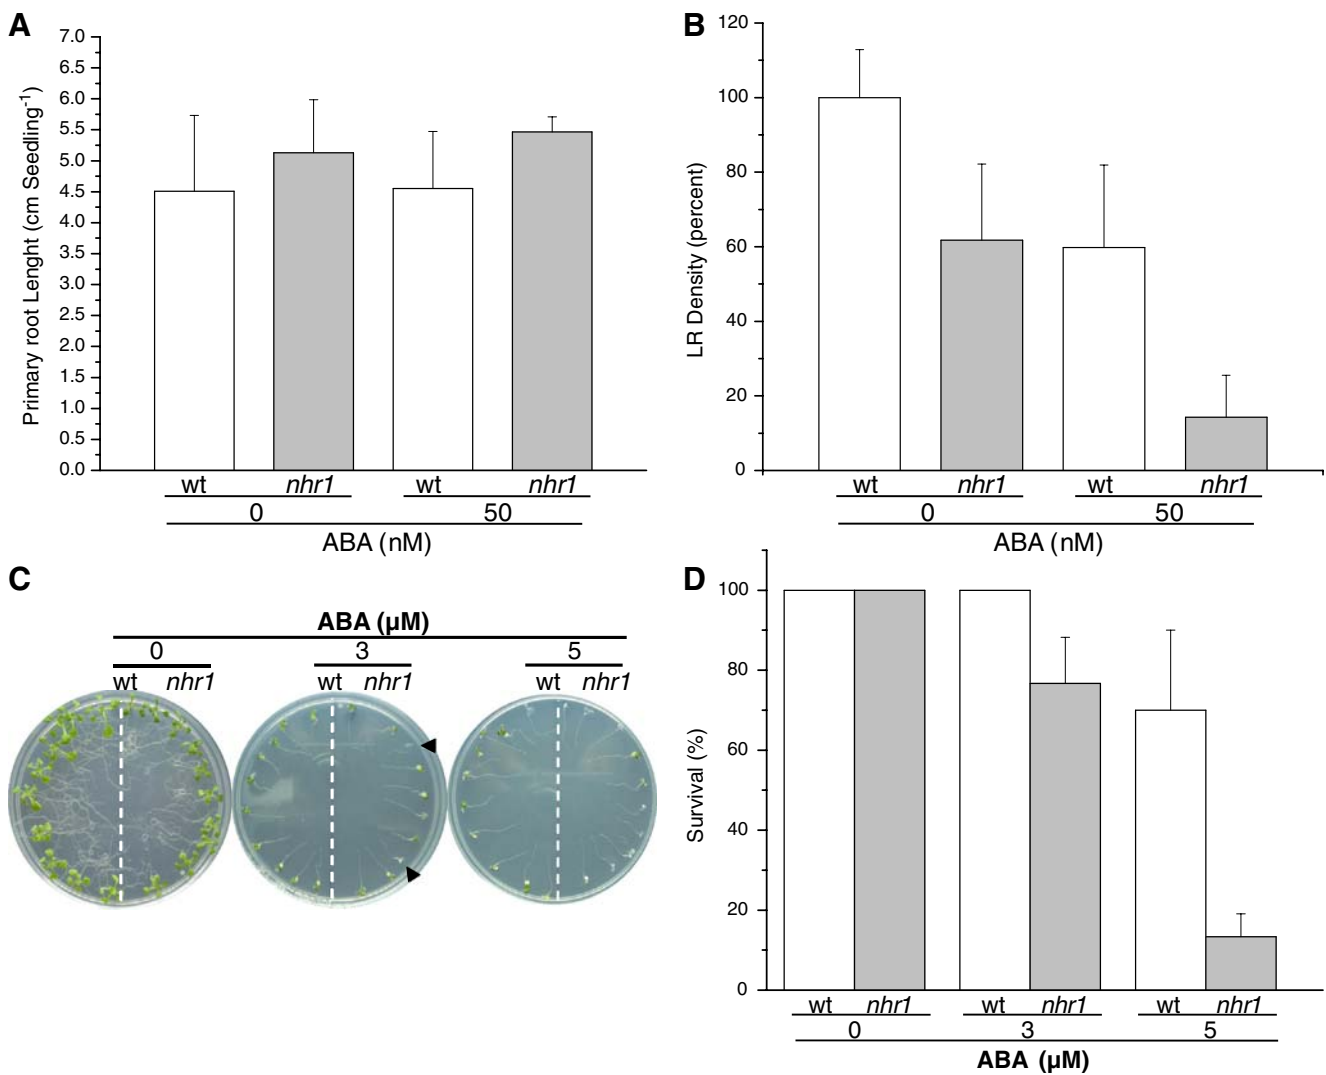 A
7.0
6.5
6.0
5.5
5.0
4.5
4.0
3.5
3.0
2.5
2.0
1.5
1.0
0.5
0.0
Primary root Lenght (cm Seedling-1)
wt nhr1 wt nhr1
0 50
ABA (nM)
B
120
100
80
60
40
20
0
LR Density (percent)
wt nhr1 wt nhr1
0 50
ABA (nM)
C
ABA (µM)
0 3 5
wt nhr1 wt nhr1 wt nhr1
D
100
80
60
40
20
0
Survival (%)
wt nhr1 wt nhr1 wt nhr1
0 3 5
ABA (µM)